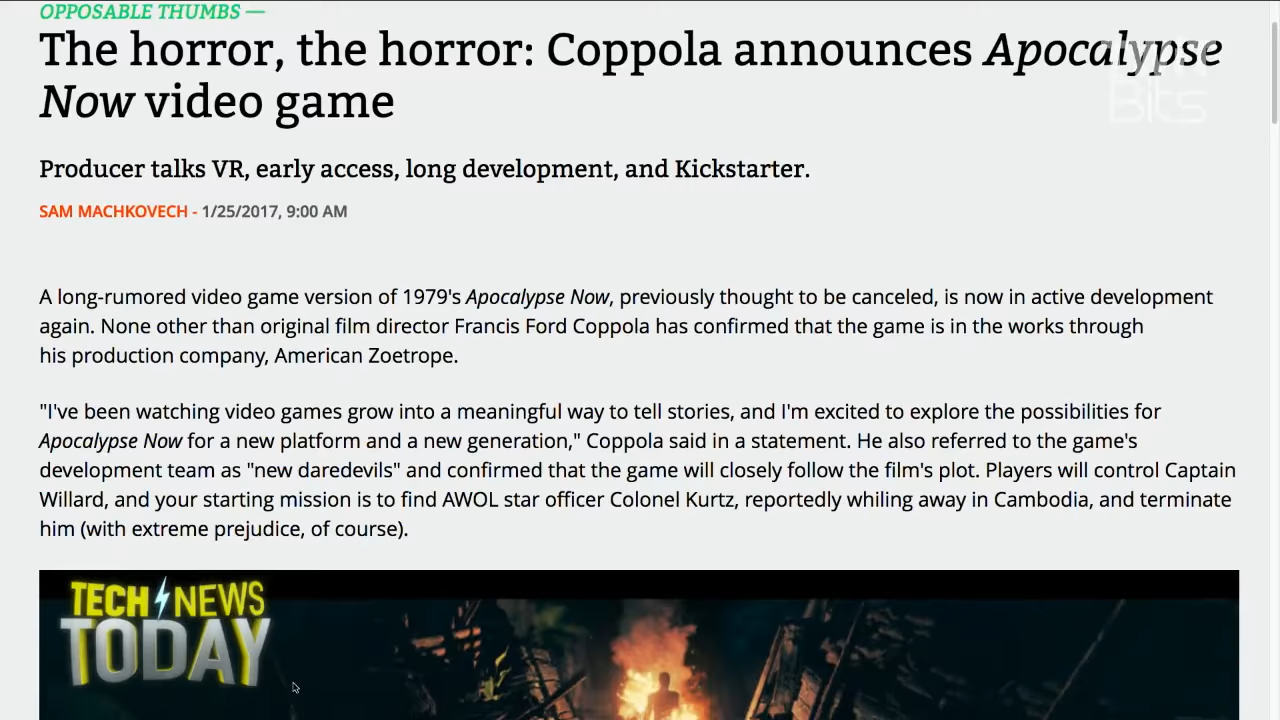 OPPOSABLE THUMBS —
The horror, the horror: Coppola announces Apocalypse
Now video game
Bits
Producer talks VR, early access, long development, and Kickstarter.
SAM MACHKOVECH - 1/25/2017, 9:00 AM
A long-rumored video game version of 1979's Apocalypse Now, previously thought to be canceled, is now in active development
again. None other than original film director Francis Ford Coppola has confirmed that the game is in the works through
his production company, American Zoetrope.
"I've been watching video games grow into a meaningful way to tell stories, and I'm excited to explore the possibilities for
Apocalypse Now for a new platform and a new generation," Coppola said in a statement. He also referred to the game's
development team as "new daredevils" and confirmed that the game will closely follow the film's plot. Players will control Captain
Willard, and your starting mission is to find AWOL star officer Colonel Kurtz, reportedly whiling away in Cambodia, and terminate
him (with extreme prejudice, of course).
TECH NEWS
TODAY